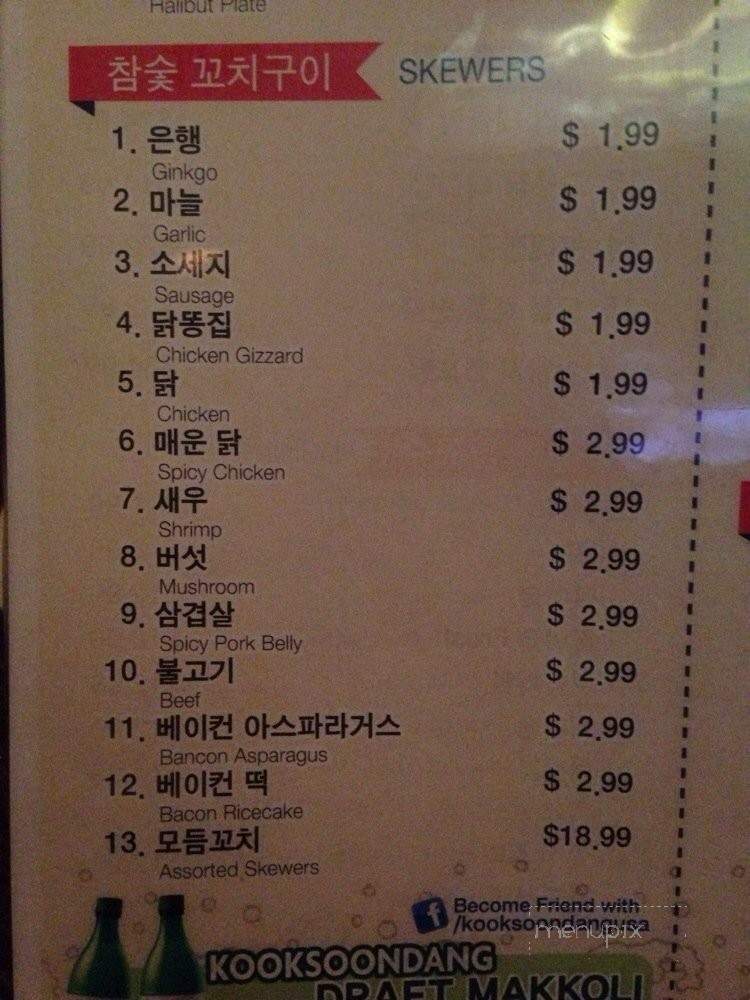 Halibut Plate
참숯 꼬치구이 SKEWERS
1. 은행 $ 1.99
Ginkgo
2. 마늘 $ 1.99
Garlic
3. 소세지 $ 1.99
Sausage
4. 닭똥집 $ 1.99
Chicken Gizzard
5. 닭 $ 1.99
Chicken
6. 매운 닭 $ 2.99
Spicy Chicken
7. 새우 $ 2.99
Shrimp
8. 버섯 $ 2.99
Mushroom
9. 삼겹살 $ 2.99
Spicy Pork Belly
10. 불고기 $ 2.99
Beef
11. 베이컨 아스파라거스 $ 2.99
Bancon Asparagus
12. 베이컨 떡 $ 2.99
Bacon Ricecake
13. 모듬꼬치 $18.99
Assorted Skewers
f Become Friend with
/kooksoondangusa
menupix
KOOKSOONDANG
DRAFT MAKKOLI